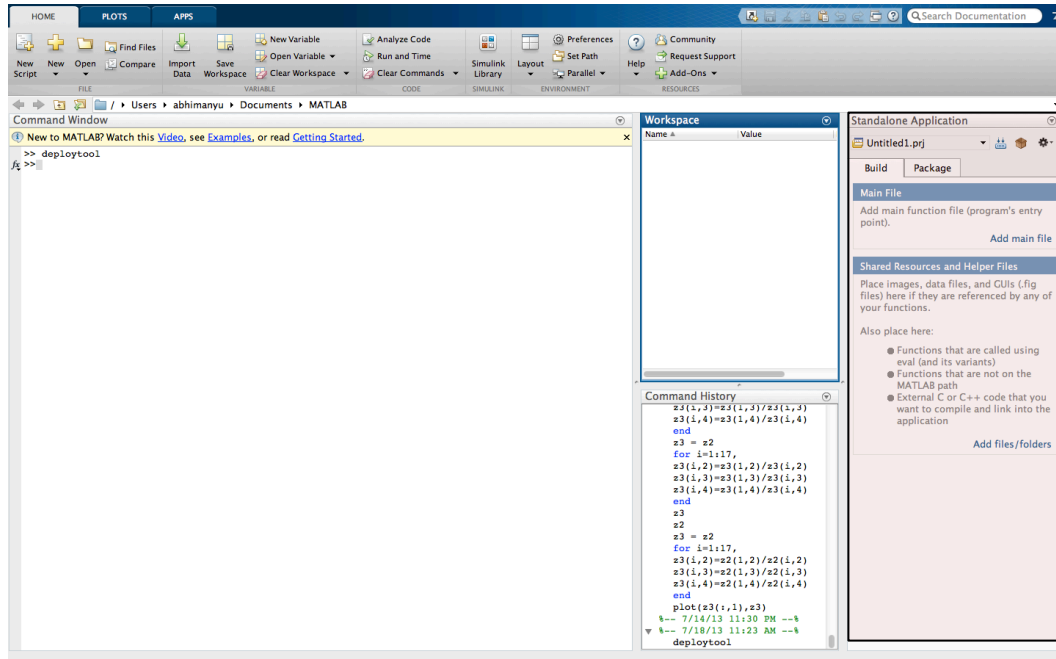 HOME PLOTS APPS
Search Documentation
New Script
New
Open
Find Files
Compare
FILE
Import Data
Save Workspace
New Variable
Open Variable
Clear Workspace
VARIABLE
Analyze Code
Run and Time
Clear Commands
CODE
Simulink Library
SIMULINK
Layout
Preferences
Set Path
Parallel
ENVIRONMENT
Help
Community
Request Support
Add-Ons
RESOURCES
/ Users abhimanyu Documents MATLAB
Command Window
New to MATLAB? Watch this Video, see Examples, or read Getting Started.
>> deploytool
fx >>
Workspace
Name Value
Command History
z3(i,3)=z3(1,3)/z3(i,3)
z3(i,4)=z3(1,4)/z3(i,4)
end
z3 = z2
for i=1:17,
z3(i,2)=z3(1,2)/z3(i,2)
z3(i,3)=z3(1,3)/z3(i,3)
z3(i,4)=z3(1,4)/z3(i,4)
end
z3
z2
z3 = z2
for i=1:17,
z3(i,2)=z2(1,2)/z2(i,2)
z3(i,3)=z2(1,3)/z2(i,3)
z3(i,4)=z2(1,4)/z2(i,4)
end
plot(z3(:,1),z3)
%-- 7/14/13 11:30 PM --%
%-- 7/18/13 11:23 AM --%
deploytool
Standalone Application
Untitled1.prj
Build Package
Main File
Add main function file (program's entry
point).
Add main file
Shared Resources and Helper Files
Place images, data files, and GUIs (.fig
files) here if they are referenced by any of
your functions.
Also place here:
Functions that are called using
eval (and its variants)
Functions that are not on the
MATLAB path
External C or C++ code that you
want to compile and link into the
application
Add files/folders